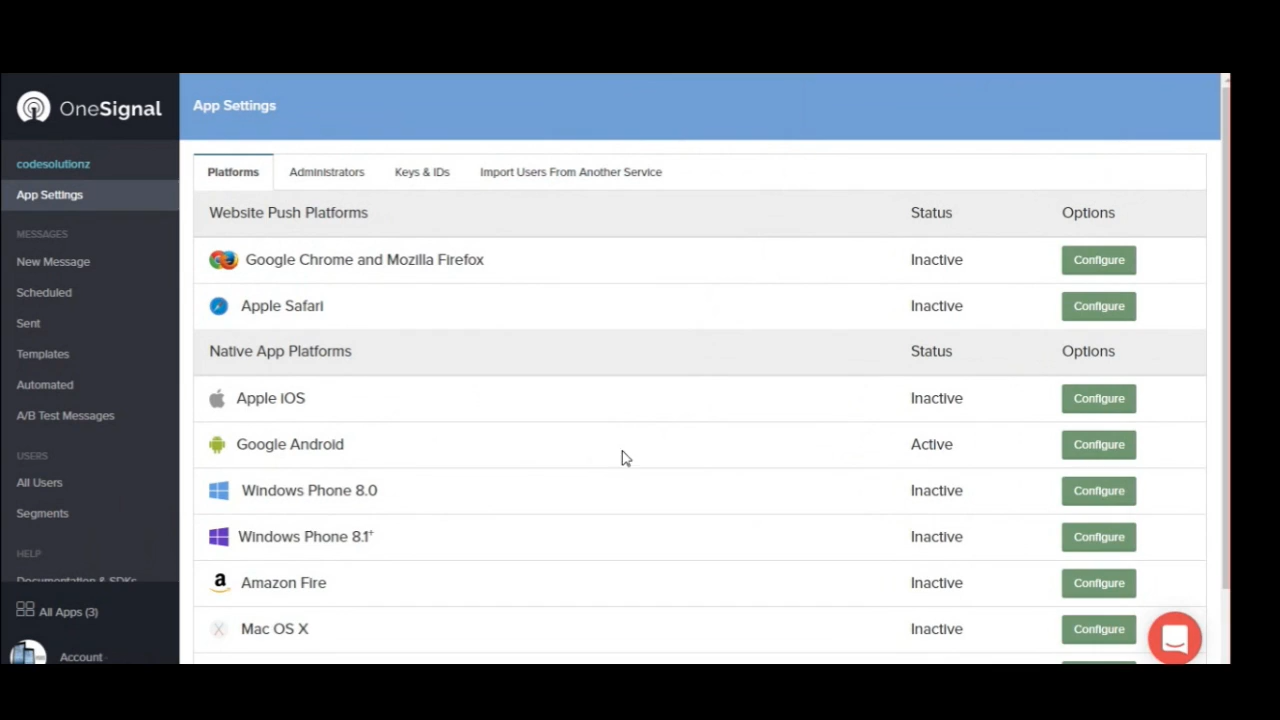 OneSignal
App Settings
codesolutionz
App Settings
MESSAGES
New Message
Scheduled
Sent
Templates
Automated
A/B Test Messages
USERS
All Users
Segments
HELP
Documentation & SDKs
All Apps (3)
Account
Platforms Administrators Keys & IDs Import Users From Another Service
Website Push Platforms Status Options
Google Chrome and Mozilla Firefox Inactive Configure
Apple Safari Inactive Configure
Native App Platforms Status Options
Apple iOS Inactive Configure
Google Android Active Configure
Windows Phone 8.0 Inactive Configure
Windows Phone 8.1+ Inactive Configure
Amazon Fire Inactive Configure
Mac OS X Inactive Configure